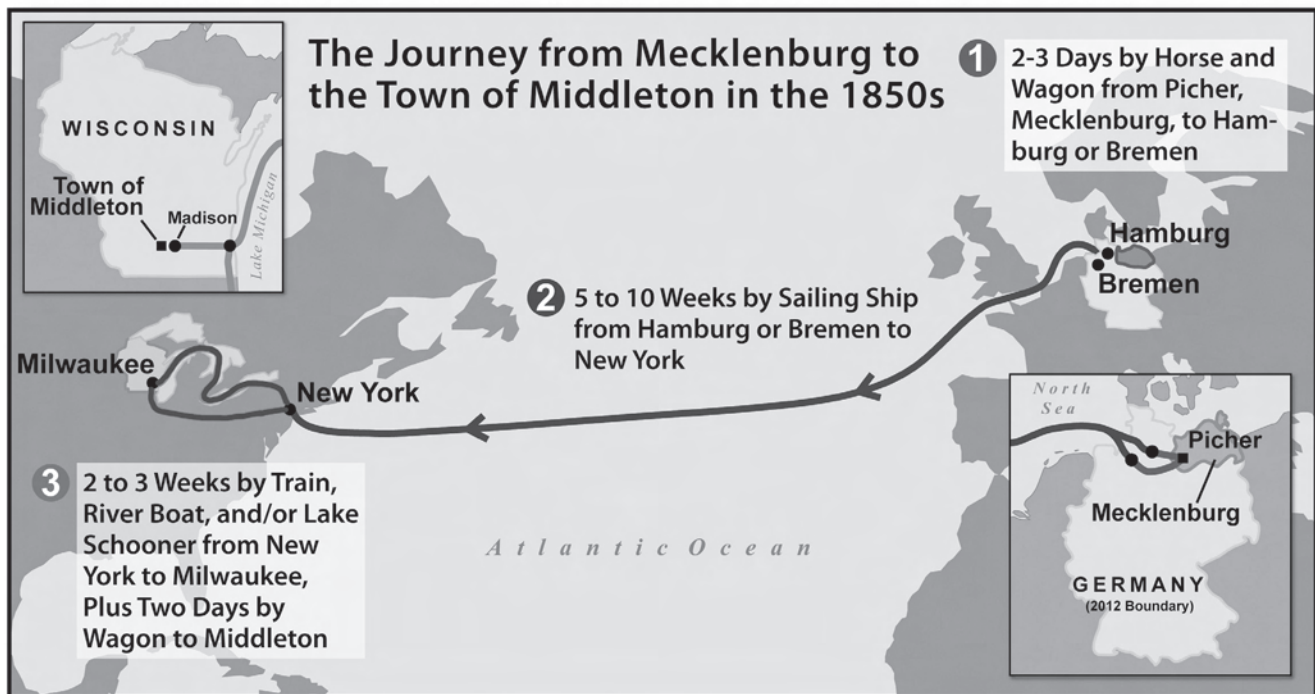 The Journey from Mecklenburg to
the Town of Middleton in the 1850s
1
2-3 Days by Horse and
Wagon from Picher,
Mecklenburg, to Ham-
burg or Bremen
WISCONSIN
Town of
Middleton
Madison
Lake Michigan
Hamburg
Bremen
2
5 to 10 Weeks by Sailing Ship
from Hamburg or Bremen to
New York
Milwaukee
New York
3
2 to 3 Weeks by Train,
River Boat, and/or Lake
Schooner from New
York to Milwaukee,
Plus Two Days by
Wagon to Middleton
Atlantic Ocean
North
Sea
Picher
Mecklenburg
GERMANY
(2012 Boundary)